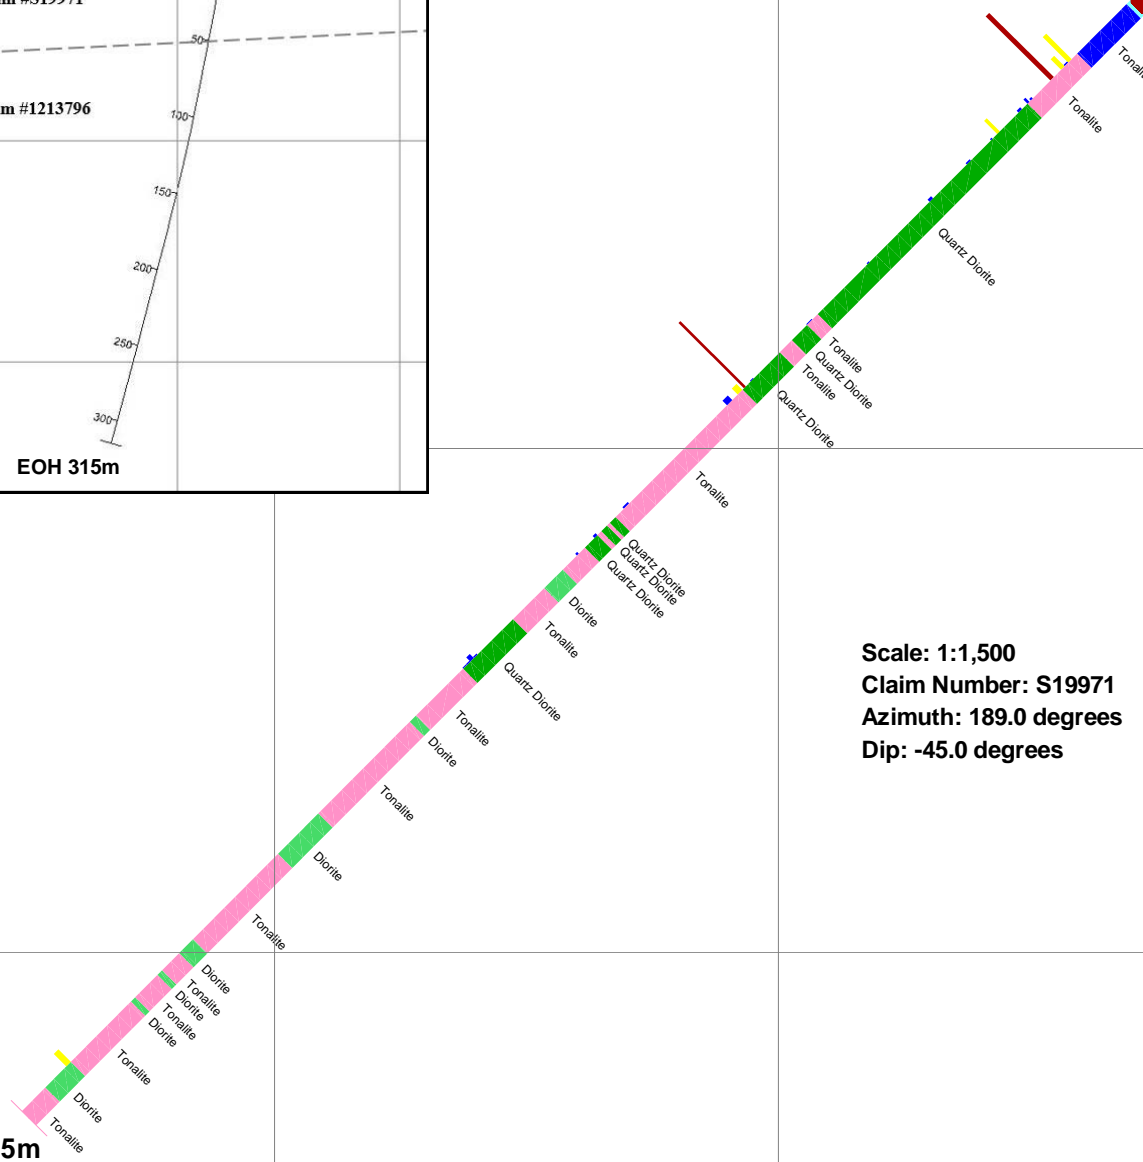 #S19971
50
m #1213796
100
150
200
250
300
EOH 315m
Tonalite
Quartz Diorite
Tonalite
Quartz Diorite
Tonalite
Quartz Diorite
Tonalite
Quartz Diorite
Quartz Diorite
Quartz Diorite
Diorite
Tonalite
Quartz Diorite
Tonalite
Diorite
Tonalite
Diorite
Tonalite
Diorite
Tonalite
Diorite
Tonalite
Diorite
Tonalite
Diorite
Tonalite
5m
Scale: 1:1,500
Claim Number: S19971
Azimuth: 189.0 degrees
Dip: -45.0 degrees